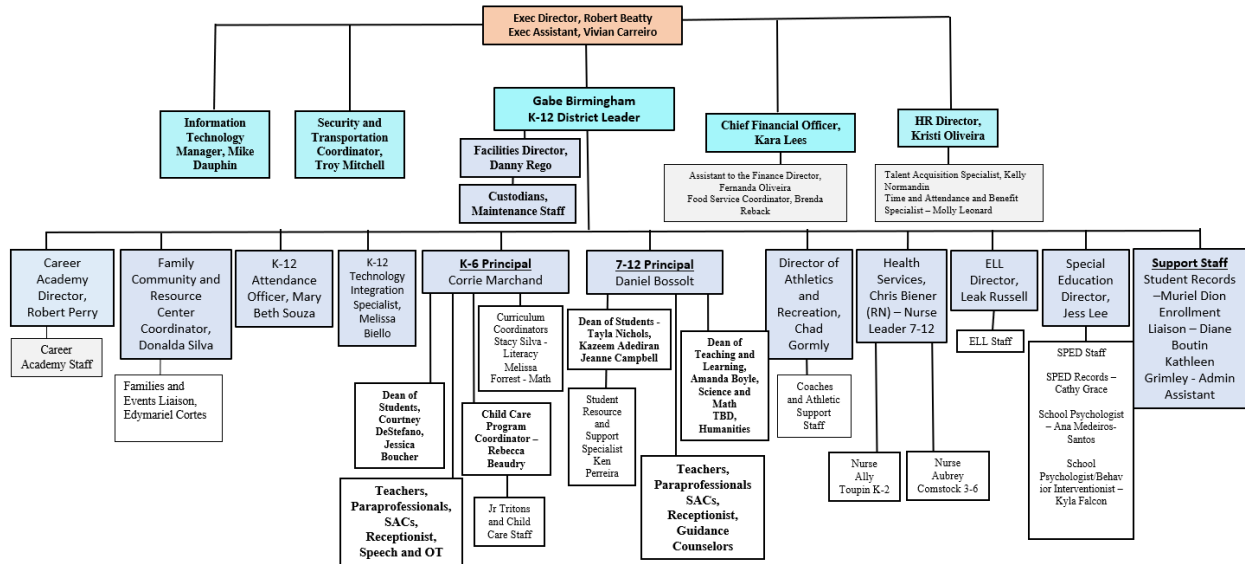 Exec Director, Robert Beatty
Exec Assistant, Vivian Carreiro
Information
Technology
Manager, Mike
Dauphin
Security and
Transportation
Coordinator,
Troy Mitchell
Gabe Birmingham
K-12 District Leader
Chief Financial Officer,
Kara Lees
HR Director,
Kristi Oliveira
Facilities Director,
Danny Rego
Custodians,
Maintenance Staff
Assistant to the Finance Director,
Fernanda Oliveira
Food Service Coordinator, Brenda
Reback
Talent Acquisition Specialist, Kelly
Normandin
Time and Attendance and Benefit
Specialist – Molly Leonard
Career
Academy
Director,
Robert Perry
Career
Academy Staff
Family
Community and
Resource
Center
Coordinator,
Donalda Silva
Families and
Events Liaison,
Edymariel Cortes
K-12
Attendance
Officer, Mary
Beth Souza
K-12
Technology
Integration
Specialist,
Melissa
Biello
K-6 Principal
Corrie Marchand
Curriculum
Coordinators
Stacy Silva -
Literacy
Melissa
Forrest - Math
Dean of
Students,
Courtney
DeStefano,
Jessica
Boucher
Child Care
Program
Coordinator –
Rebecca
Beaudry
Teachers,
Paraprofessionals,
SACs,
Receptionist,
Speech and OT
Jr Tritons and
Child Care Staff
7-12 Principal
Daniel Bossolt
Dean of Students -
Tayla Nichols,
Kazeem Adediran
Jeanne Campbell
Student
Resource
and
Support
Specialist
Ken
Perreira
Dean of
Teaching and
Learning,
Amanda Boyle,
Science and
Math
TBD,
Humanities
Teachers,
Paraprofessionals
SACs,
Receptionist,
Guidance
Counselors
Director of
Athletics
and
Recreation,
Chad
Gormly
Coaches
and Athletic
Support
Staff
Health
Services,
Chris Biener
(RN) – Nurse
Leader 7-12
Nurse
Ally
Toupin K-2
Nurse
Aubrey
Comstock 3-6
ELL
Director,
Leak Russell
ELL Staff
Special
Education
Director,
Jess Lee
SPED Staff
SPED Records –
Cathy Grace
School Psychologist
– Ana Medeiros-
Santos
School
Psychologist/Behav
ior Interventionist –
Kyla Falcon
Support Staff
Student Records
–Muriel Dion
Enrollment
Liaison – Diane
Boutin
Kathleen
Grimley - Admin
Assistant